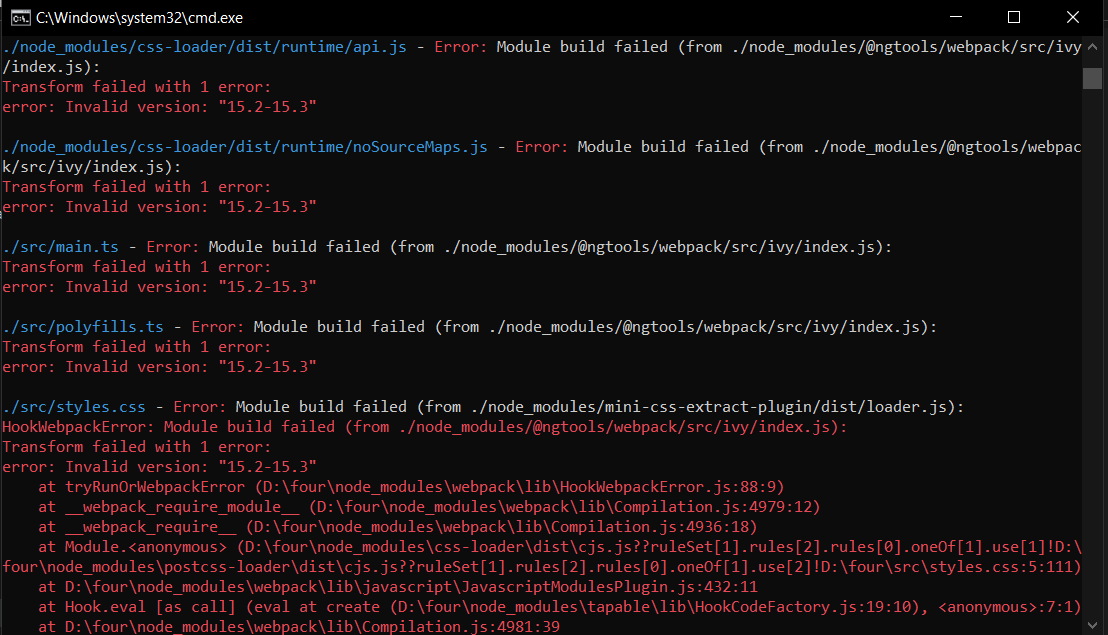 C:\Windows\system32\cmd.exe
./node_modules/css-loader/dist/runtime/api.js - Error: Module build failed (from ./node_modules/@ngtools/webpack/src/ivy
/index.js):
Transform failed with 1 error:
error: Invalid version: "15.2-15.3"
./node_modules/css-loader/dist/runtime/noSourceMaps.js - Error: Module build failed (from ./node_modules/@ngtools/webpac
k/src/ivy/index.js):
Transform failed with 1 error:
error: Invalid version: "15.2-15.3"
./src/main.ts - Error: Module build failed (from ./node_modules/@ngtools/webpack/src/ivy/index.js):
Transform failed with 1 error:
error: Invalid version: "15.2-15.3"
./src/polyfills.ts - Error: Module build failed (from ./node_modules/@ngtools/webpack/src/ivy/index.js):
Transform failed with 1 error:
error: Invalid version: "15.2-15.3"
./src/styles.css - Error: Module build failed (from ./node_modules/mini-css-extract-plugin/dist/loader.js):
HookWebpackError: Module build failed (from ./node_modules/@ngtools/webpack/src/ivy/index.js):
Transform failed with 1 error:
error: Invalid version: "15.2-15.3"
at tryRunOrWebpackError (D:\four\node_modules\webpack\lib\HookWebpackError.js:88:9)
at __webpack_require_module__ (D:\four\node_modules\webpack\lib\Compilation.js:4979:12)
at __webpack_require__ (D:\four\node_modules\webpack\lib\Compilation.js:4936:18)
at Module.<anonymous> (D:\four\node_modules\css-loader\dist\cjs.js??ruleSet[1].rules[2].rules[0].oneOf[1].use[1]!D:\
four\node_modules\postcss-loader\dist\cjs.js??ruleSet[1].rules[2].rules[0].oneOf[1].use[2]!D:\four\src\styles.css:5:111)
at D:\four\node_modules\webpack\lib\javascript\JavascriptModulesPlugin.js:432:11
at Hook.eval [as call] (eval at create (D:\four\node_modules\tapable\lib\HookCodeFactory.js:19:10), <anonymous>:7:1)
at D:\four\node_modules\webpack\lib\Compilation.js:4981:39